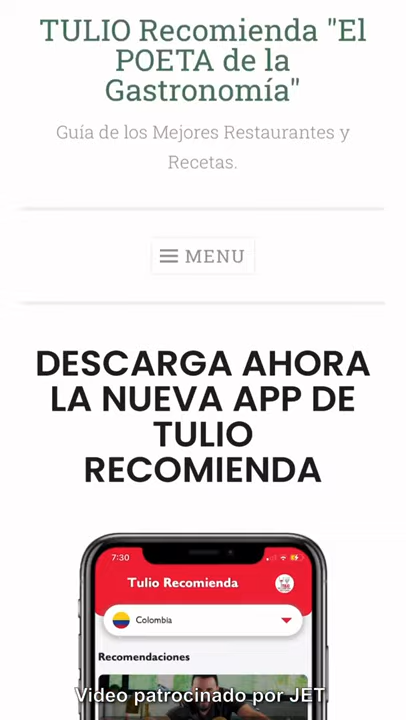 TULIO Recomienda "El
POETA de la
Gastronomía"
Guía de los Mejores Restaurantes y
Recetas.
MENU
DESCARGA AHORA
LA NUEVA APP DE
TULIO
RECOMIENDA
7:30
Tulio Recomienda
Colombia
Recomendaciones
Video patrocinado por JET